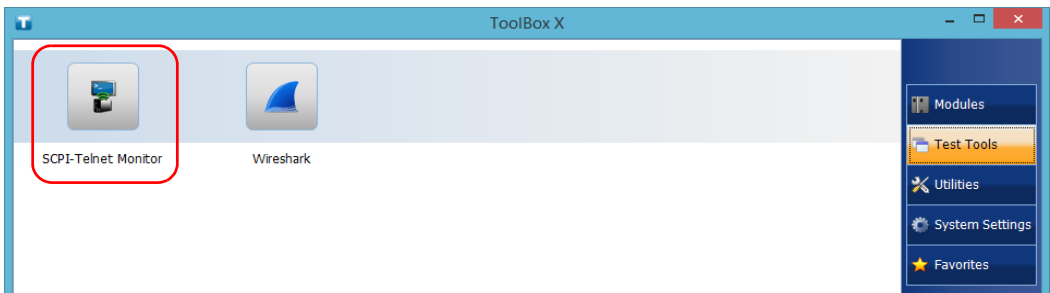 ToolBox X
SCPI-Telnet Monitor
Wireshark
Modules
Test Tools
Utilities
System Settings
Favorites